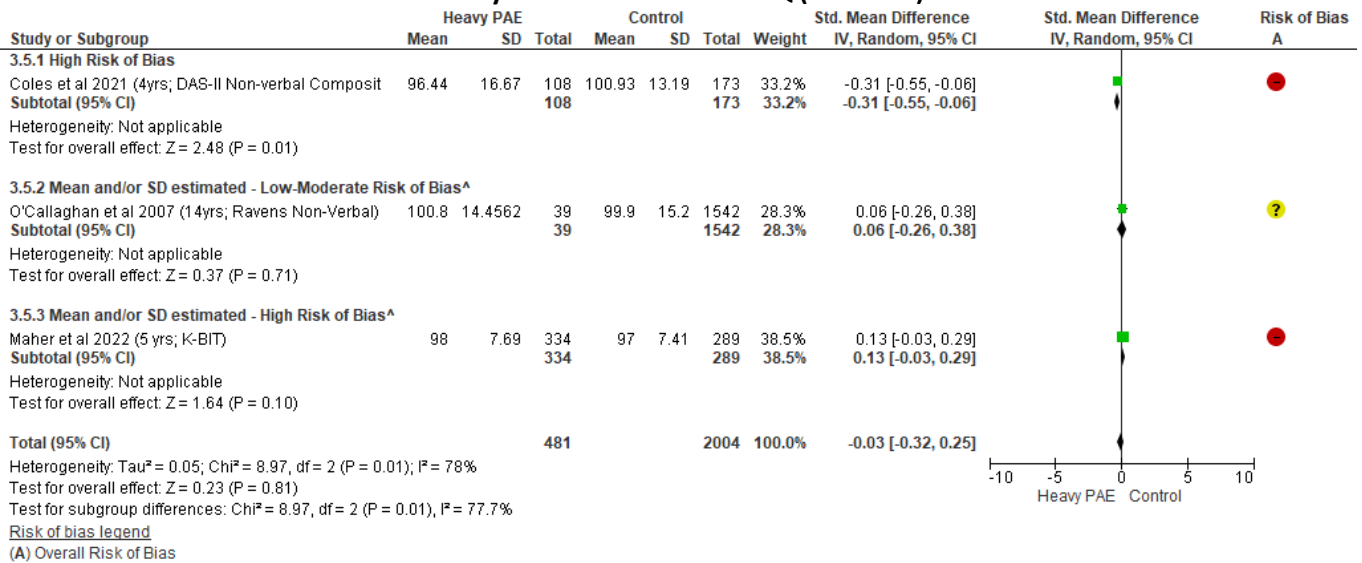 Heavy PAE Control Std. Mean Difference Std. Mean Difference Risk of Bias
Study or Subgroup Mean SD Total Mean SD Total Weight IV, Random, 95% CI IV, Random, 95% CI A
3.5.1 High Risk of Bias
Coles et al 2021 (4yrs; DAS-II Non-verbal Composit 96.44 16.67 108 100.93 13.19 173 33.2% -0.31 [-0.55, -0.06] -
Subtotal (95% CI) 108 173 33.2% -0.31 [-0.55, -0.06]
Heterogeneity: Not applicable
Test for overall effect: Z = 2.48 (P = 0.01)
3.5.2 Mean and/or SD estimated - Low-Moderate Risk of Bias^
O'Callaghan et al 2007 (14yrs; Ravens Non-Verbal) 100.8 14.4562 39 99.9 15.2 1542 28.3% 0.06 [-0.26, 0.38] ?
Subtotal (95% CI) 39 1542 28.3% 0.06 [-0.26, 0.38]
Heterogeneity: Not applicable
Test for overall effect: Z = 0.37 (P = 0.71)
3.5.3 Mean and/or SD estimated - High Risk of Bias^
Maher et al 2022 (5 yrs; K-BIT) 98 7.69 334 97 7.41 289 38.5% 0.13 [-0.03, 0.29] -
Subtotal (95% CI) 334 289 38.5% 0.13 [-0.03, 0.29]
Heterogeneity: Not applicable
Test for overall effect: Z = 1.64 (P = 0.10)
Total (95% CI) 481 2004 100.0% -0.03 [-0.32, 0.25]
Heterogeneity: Tau² = 0.05; Chi² = 8.97, df = 2 (P = 0.01); I² = 78%
Test for overall effect: Z = 0.23 (P = 0.81)
Test for subgroup differences: Chi² = 8.97, df = 2 (P = 0.01), I² = 77.7%
-10 -5 0 5 10
Heavy PAE Control
Risk of bias legend
(A) Overall Risk of Bias